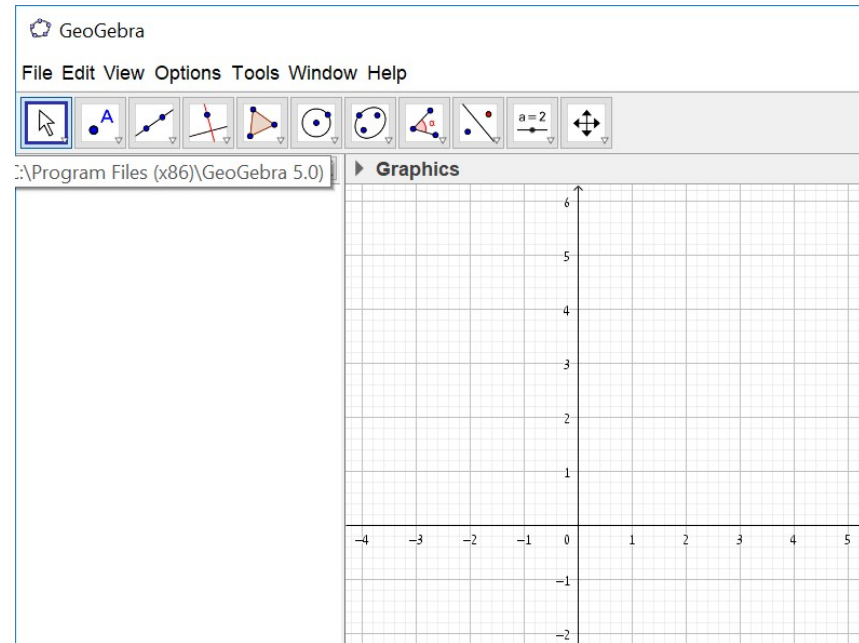 GeoGebra
File Edit View Options Tools Window Help
A
α
a=2
:\Program Files (x86)\GeoGebra 5.0)
Graphics
6
5
4
3
2
1
−4 −3 −2 −1 0 1 2 3 4 5
−1
−2